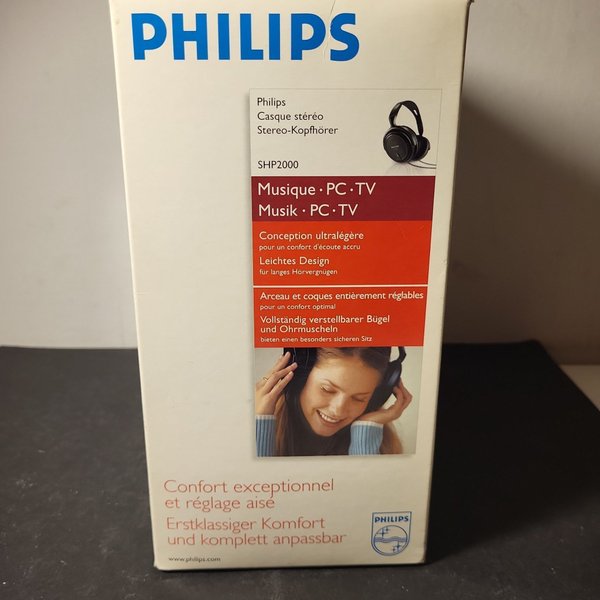 PHILIPS
Philips
Casque stéréo
Stereo-Kopfhörer
SHP2000
Musique · PC · TV
Musik · PC · TV
Conception ultralégère
pour un confort d'écoute accru
Leichtes Design
für langes Hörvergnügen
Arceau et coques entièrement réglables
pour un confort optimal
Vollständig verstellbarer Bügel
und Ohrmuscheln
bieten einen besonders sicheren Sitz
Confort exceptionnel
et réglage aisé
Erstklassiger Komfort
und komplett anpassbar
www.philips.com
PHILIPS